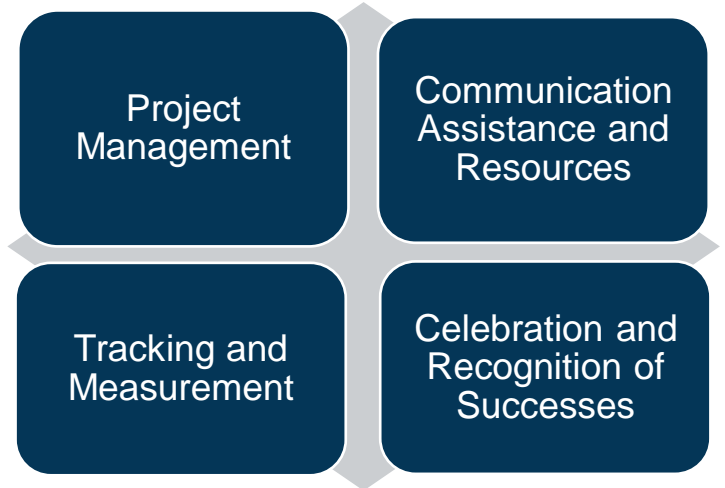 Project
Management
Communication
Assistance and
Resources
Tracking and
Measurement
Celebration and
Recognition of
Successes